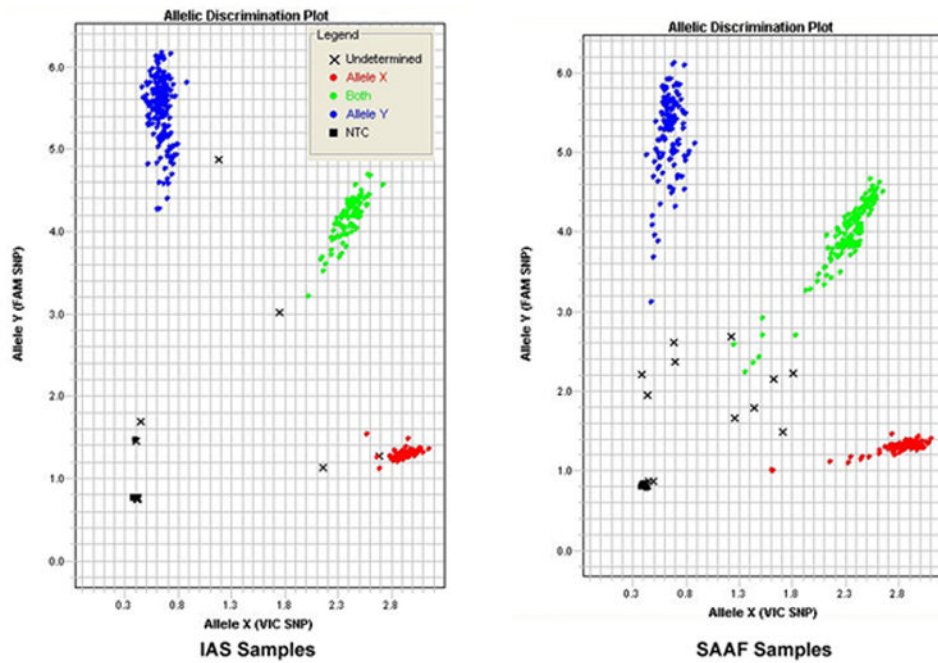 Allelic Discrimination Plot
Legend
Undetermined
Allele X
Both
Allele Y
NTC
Allele Y (FAM SNP)
6.0
5.0
4.0
3.0
2.0
1.0
0.0
0.3 0.8 1.3 1.8 2.3 2.8
Allele X (VIC SNP)
IAS Samples
Allelic Discrimination Plot
Allele Y (FAM SNP)
6.0
5.0
4.0
3.0
2.0
1.0
0.0
0.3 0.8 1.3 1.8 2.3 2.8
Allele X (VIC SNP)
SAAF Samples